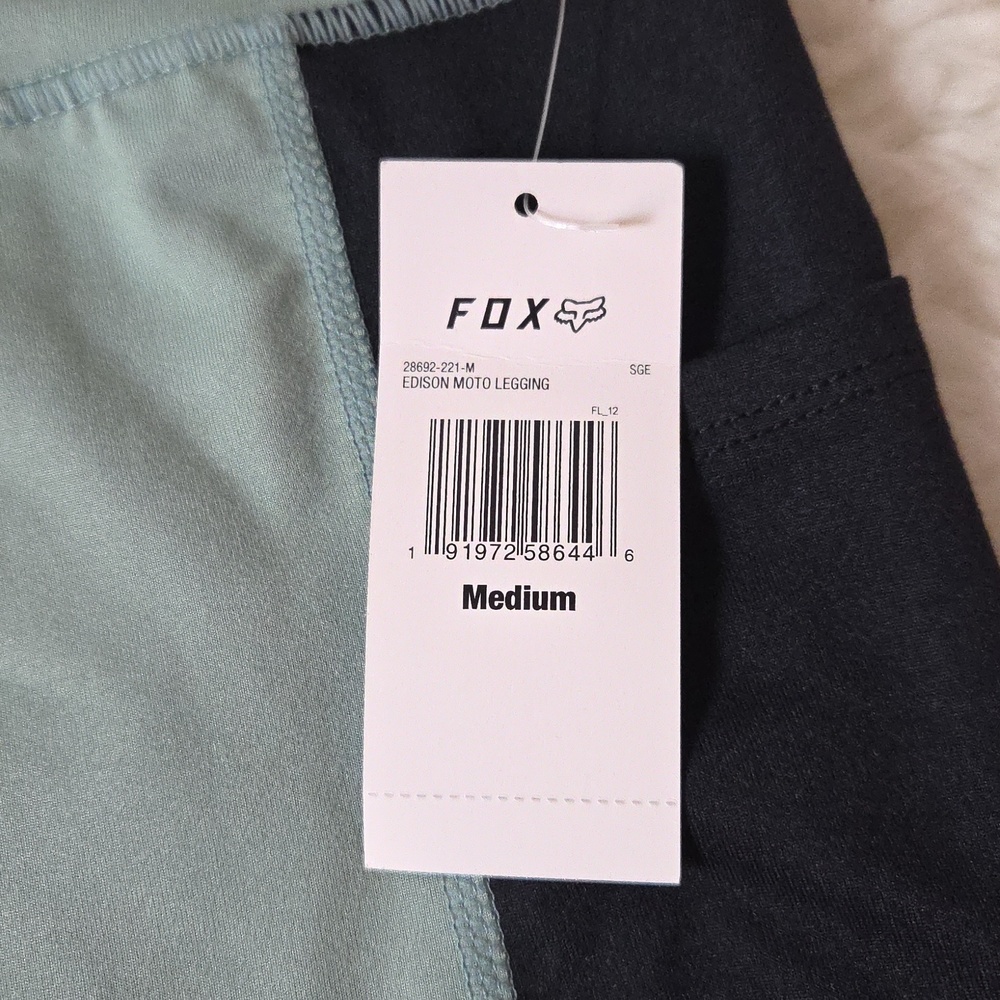 FOX
28692-221-M SGE
EDISON MOTO LEGGING
FL_12
1 91972 58644 6
Medium